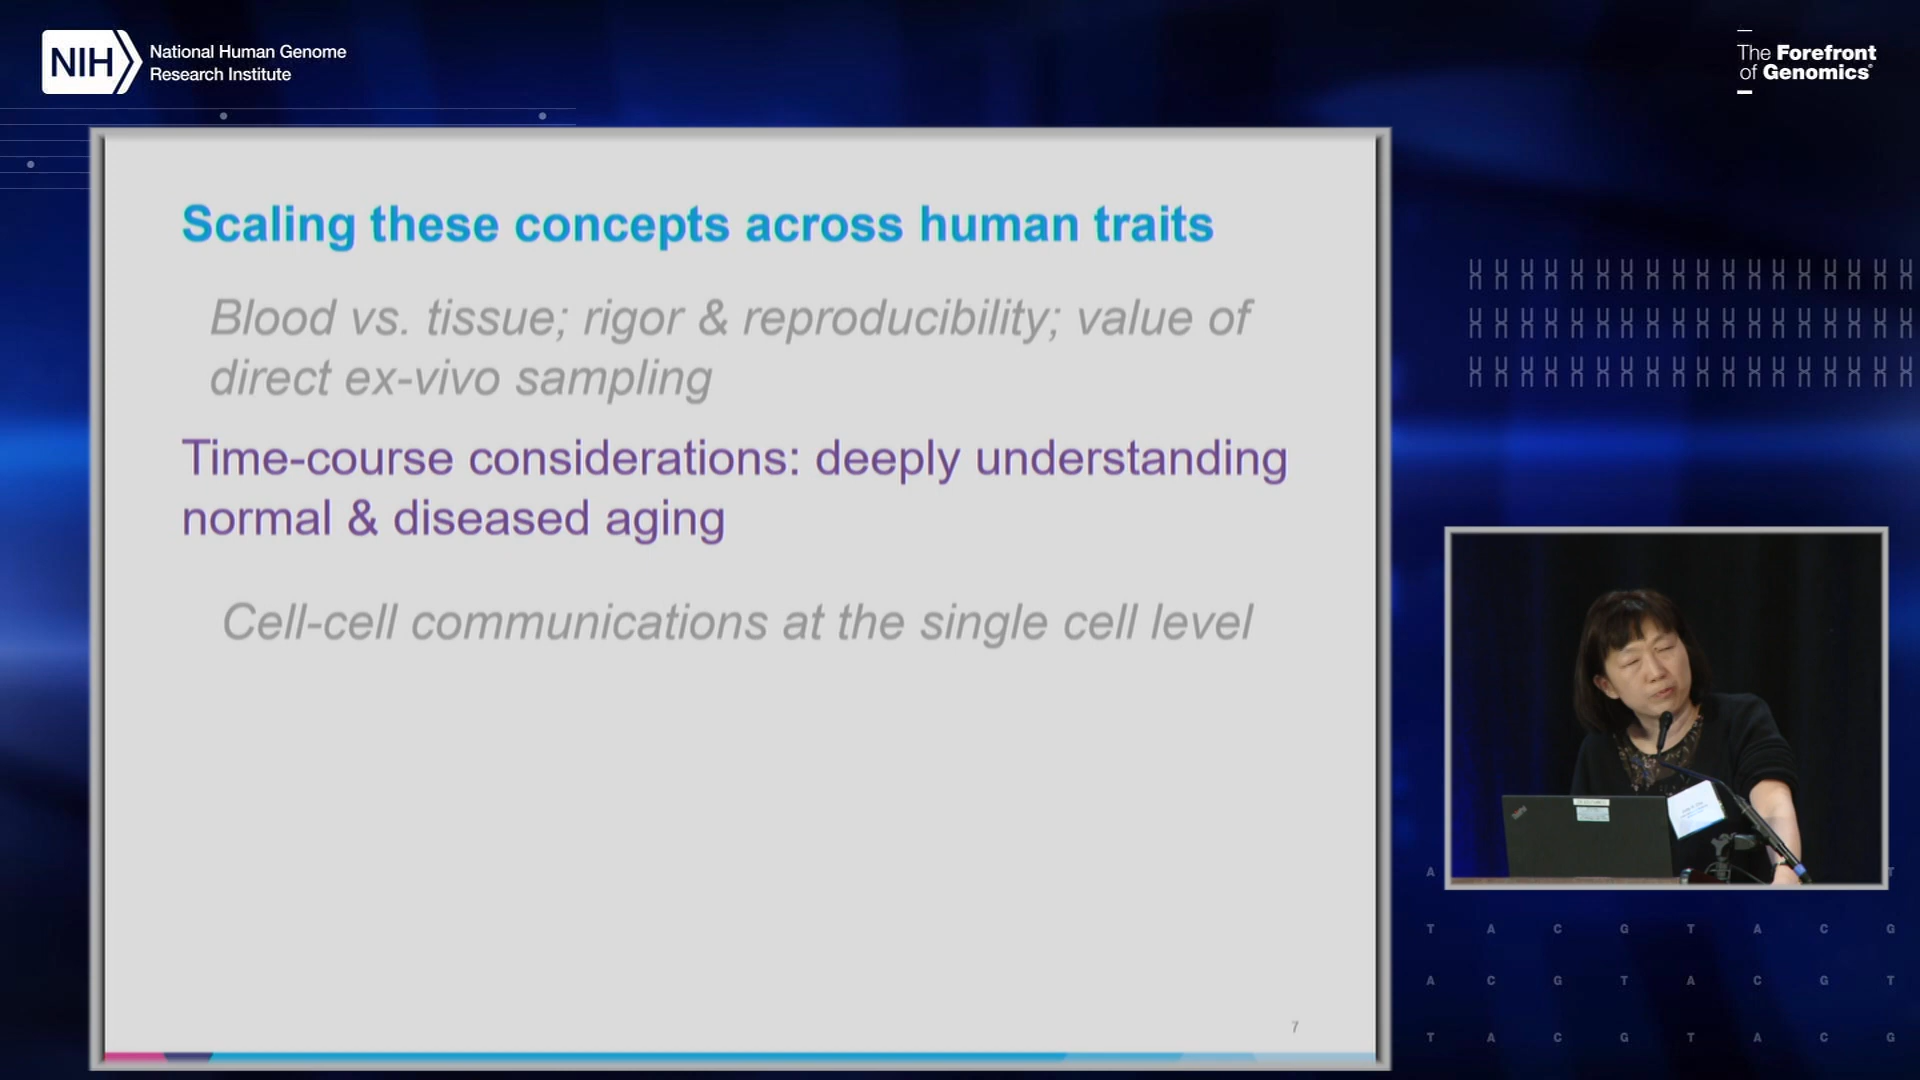 NIH
National Human Genome
Research Institute
The Forefront
of Genomics®
Scaling these concepts across human traits
Blood vs. tissue; rigor & reproducibility; value of
direct ex-vivo sampling
Time-course considerations: deeply understanding
normal & diseased aging
Cell-cell communications at the single cell level
7
A T
T A C G T A C G
A C G T A C G T
T A C G T A C G